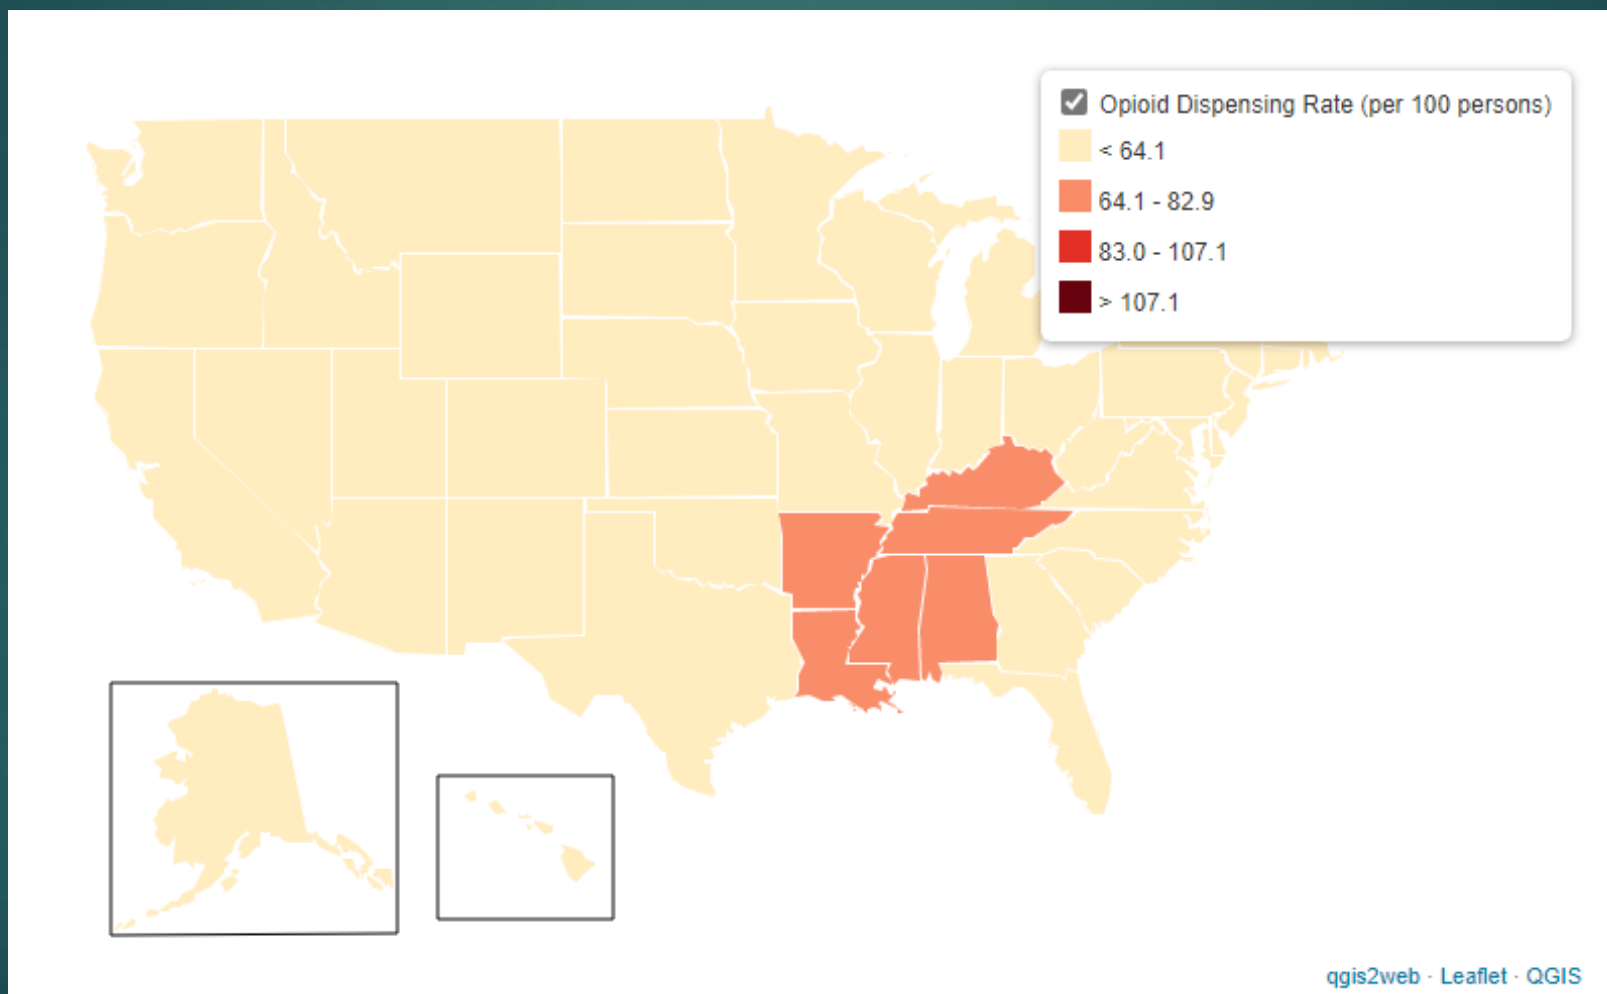 Opioid Dispensing Rate (per 100 persons)
< 64.1
64.1 - 82.9
83.0 - 107.1
> 107.1
qgis2web · Leaflet · QGIS